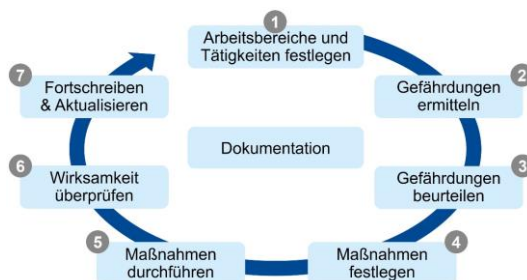 1
Arbeitsbereiche und
Tätigkeiten festlegen
2
Gefährdungen
ermitteln
3
Gefährdungen
beurteilen
4
Maßnahmen
festlegen
5
Maßnahmen
durchführen
6
Wirksamkeit
überprüfen
7
Fortschreiben
& Aktualisieren
Dokumentation